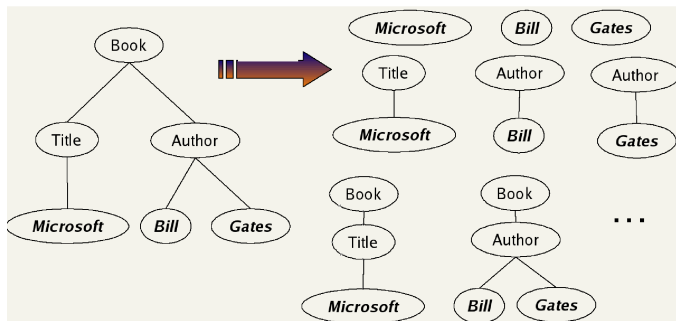 Book
Title Author
Microsoft Bill Gates
Microsoft Bill Gates
Title Author Author
Microsoft Bill Gates
Book Book
Title Author
Microsoft Bill Gates
...